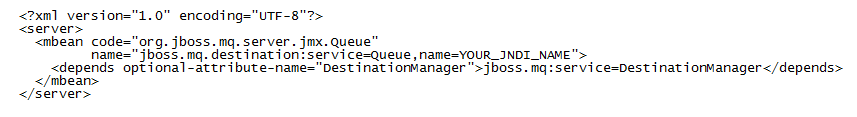 <?xml version="1.0" encoding="UTF-8"?>
<server>
  <mbean code="org.jboss.mq.server.jmx.Queue"
         name="jboss.mq.destination:service=Queue,name=YOUR_JNDI_NAME">
    <depends optional-attribute-name="DestinationManager">jboss.mq:service=DestinationManager</depends>
  </mbean>
</server>